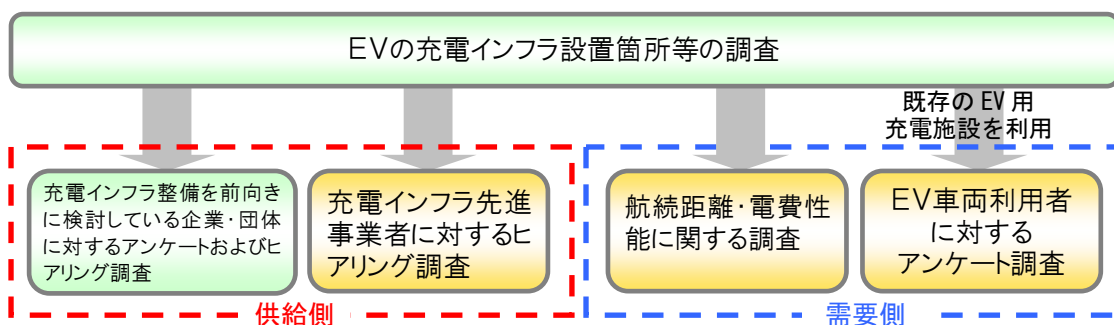 EVの充電インフラ設置箇所等の調査
既存の EV 用
充電施設を利用
充電インフラ整備を前向き
に検討している企業・団体
に対するアンケートおよびヒ
アリング調査
充電インフラ先進
事業者に対するヒ
アリング調査
航続距離・電費性
能に関する調査
EV車両利用者
に対する
アンケート調査
供給側
需要側